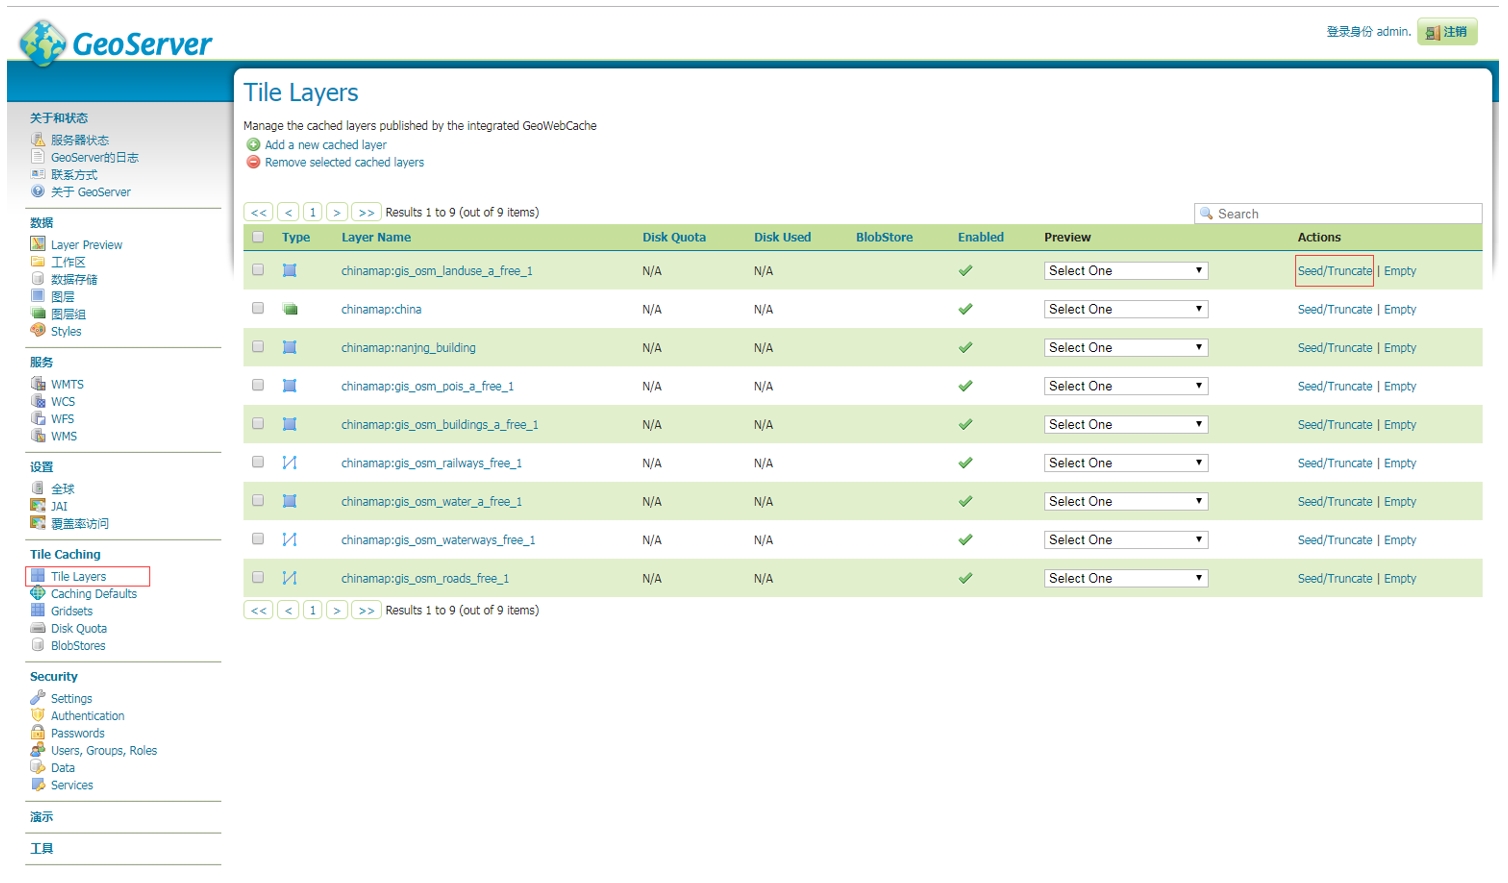 GeoServer
登录身份 admin.
注销
关于和状态
服务器状态
GeoServer的日志
联系方式
关于 GeoServer
数据
Layer Preview
工作区
数据存储
图层
图层组
Styles
服务
WMTS
WCS
WFS
WMS
设置
全球
JAI
覆盖率访问
Tile Caching
Tile Layers
Caching Defaults
Gridsets
Disk Quota
BlobStores
Security
Settings
Authentication
Passwords
Users, Groups, Roles
Data
Services
演示
工具
Tile Layers
Manage the cached layers published by the integrated GeoWebCache
Add a new cached layer
Remove selected cached layers
<< < 1 > >> Results 1 to 9 (out of 9 items)
Search
Type Layer Name Disk Quota Disk Used BlobStore Enabled Preview Actions
chinamap:gis_osm_landuse_a_free_1 N/A N/A Select One Seed/Truncate | Empty
chinamap:china N/A N/A Select One Seed/Truncate | Empty
chinamap:nanjng_building N/A N/A Select One Seed/Truncate | Empty
chinamap:gis_osm_pois_a_free_1 N/A N/A Select One Seed/Truncate | Empty
chinamap:gis_osm_buildings_a_free_1 N/A N/A Select One Seed/Truncate | Empty
chinamap:gis_osm_railways_free_1 N/A N/A Select One Seed/Truncate | Empty
chinamap:gis_osm_water_a_free_1 N/A N/A Select One Seed/Truncate | Empty
chinamap:gis_osm_waterways_free_1 N/A N/A Select One Seed/Truncate | Empty
chinamap:gis_osm_roads_free_1 N/A N/A Select One Seed/Truncate | Empty
<< < 1 > >> Results 1 to 9 (out of 9 items)